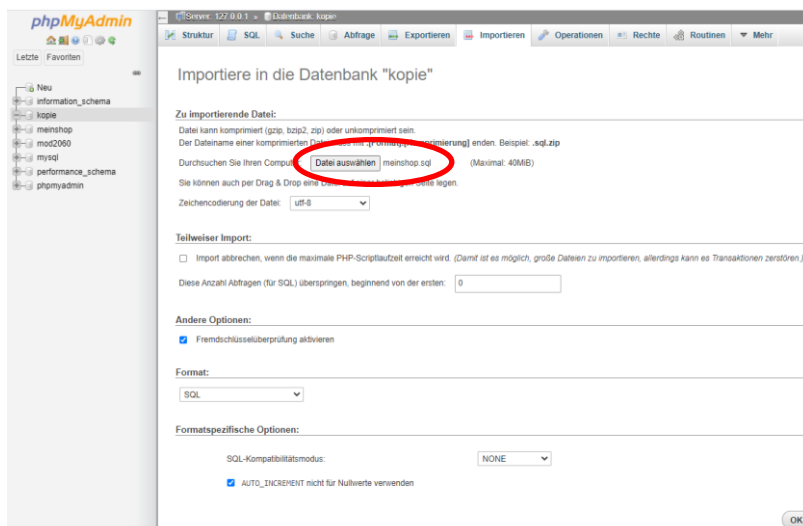 phpMyAdmin
Server: 127.0.0.1 » Datenbank: kopie
Struktur SQL Suche Abfrage Exportieren Importieren Operationen Rechte Routinen Mehr
Letzte Favoriten
Neu
information_schema
kopie
meinshop
mod2060
mysql
performance_schema
phpmyadmin
Importiere in die Datenbank "kopie"
Zu importierende Datei:
Datei kann komprimiert (gzip, bzip2, zip) oder unkomprimiert sein.
Der Dateiname einer komprimierten enden. Beispiel: .sql.zip
Durchsuchen Sie Ihren Datei auswählen meinshop.sql (Maximal: 40MiB)
Sie können auch per Drag & Drop eine Seite legen.
Zeichencodierung der Datei: utf-8
Teilweiser Import:
Import abbrechen, wenn die maximale PHP-Scriptlaufzeit erreicht wird. (Damit ist es möglich, große Dateien zu importieren, allerdings kann es Transaktionen zerstören.)
Diese Anzahl Abfragen (für SQL) überspringen, beginnend von der ersten: 0
Andere Optionen:
Fremdschlüsselüberprüfung aktivieren
Format:
SQL
Formatspezifische Optionen:
SQL-Kompatibilitätsmodus: NONE
AUTO_INCREMENT nicht für Nullwerte verwenden
OK